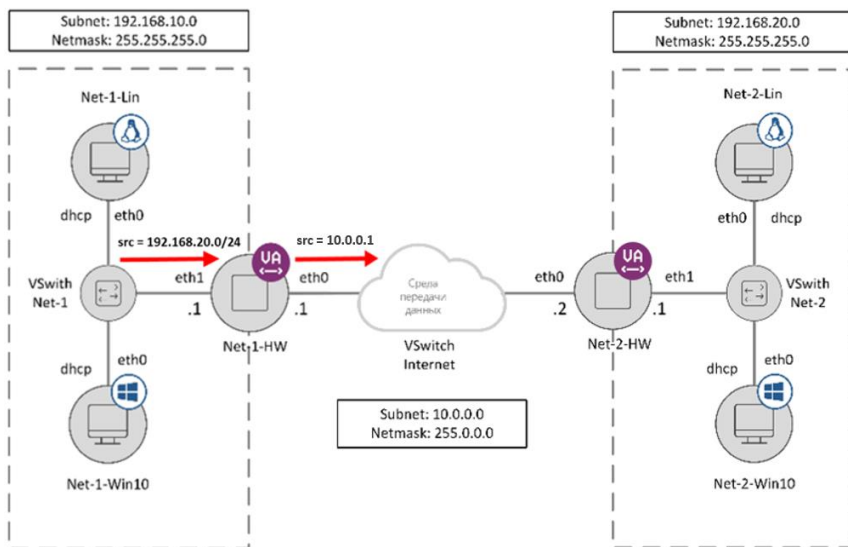 Subnet: 192.168.10.0
Netmask: 255.255.255.0
Subnet: 192.168.20.0
Netmask: 255.255.255.0
Net-1-Lin
Net-2-Lin
dhcp
eth0
eth0
dhcp
src = 192.168.20.0/24
src = 10.0.0.1
VA
VA
VSwith
Net-1
eth1
.1
eth0
.1
Среда
передачи
данных
eth0
.2
eth1
.1
VSwith
Net-2
Net-1-HW
VSwitch
Internet
Net-2-HW
dhcp
eth0
dhcp
eth0
Subnet: 10.0.0.0
Netmask: 255.0.0.0
Net-1-Win10
Net-2-Win10